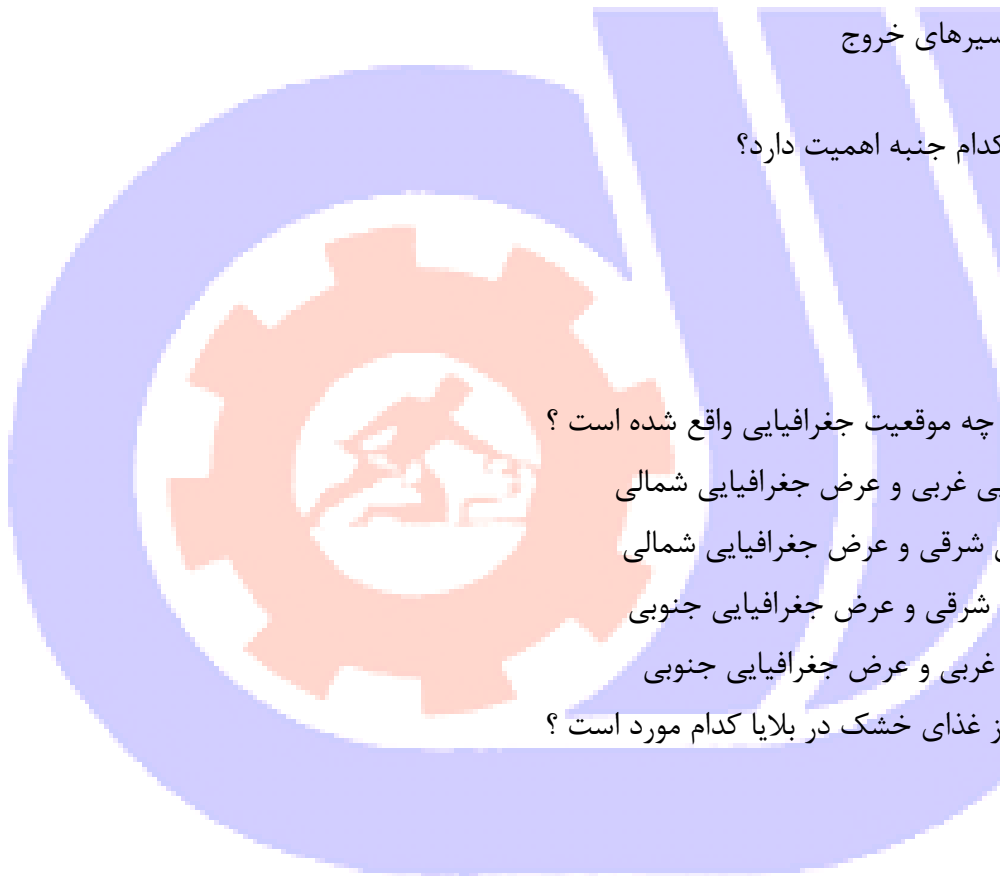 خروج
کدام جنبه اهمیت دارد؟
چه موقعیت جغرافیایی واقع شده است ؟
غربی و عرض جغرافیایی شمالی
شرقی و عرض جغرافیایی شمالی
شرقی و عرض جغرافیایی جنوبی
غربی و عرض جغرافیایی جنوبی
غذای خشک در بلایا کدام مورد است ؟